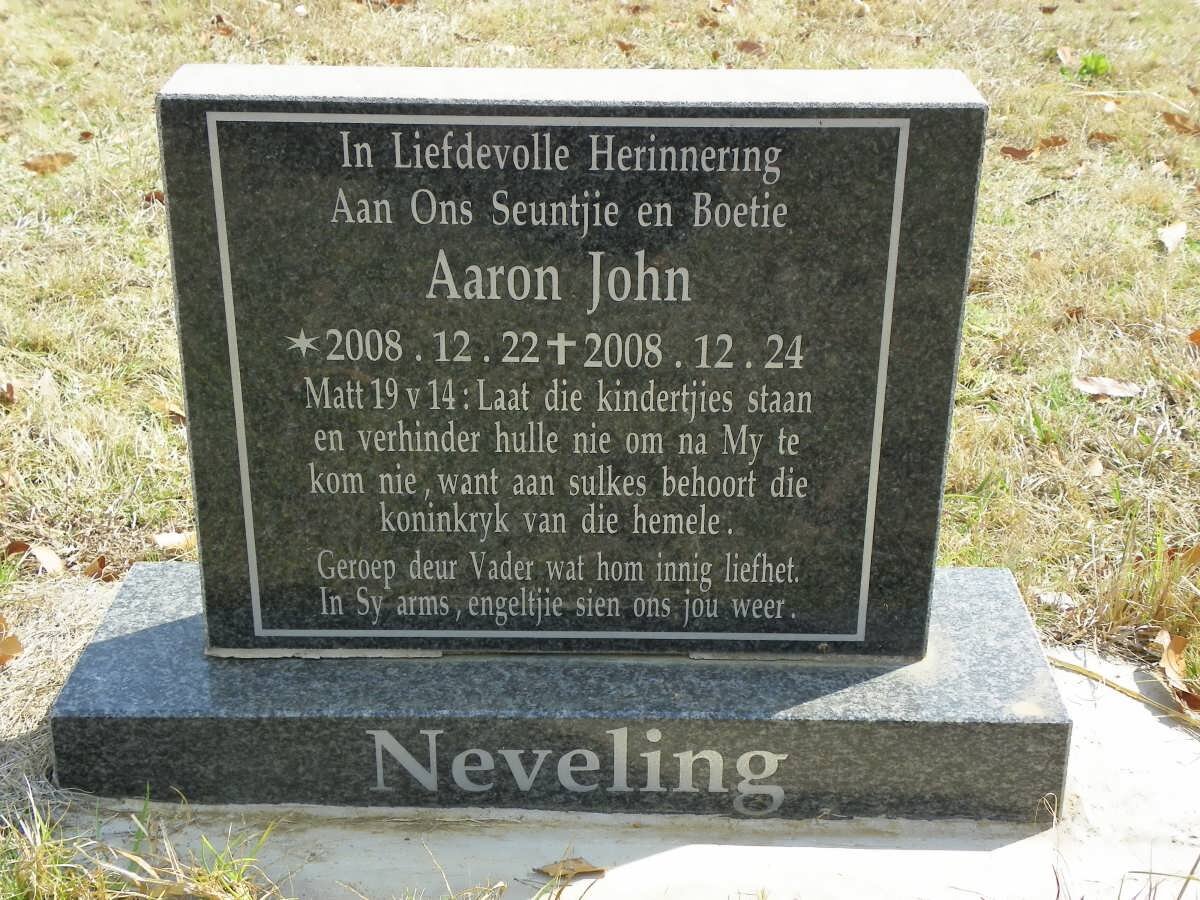 In Liefdevolle Herinnering
Aan Ons Seuntjie en Boetie
Aaron John
✶2008.12.22✝2008.12.24
Matt 19 v 14: Laat die kindertjies staan
en verhinder hulle nie om na My te
kom nie, want aan sulkes behoort die
koninkryk van die hemele.
Geroep deur Vader wat hom innig liefhet.
In Sy arms, engeltjie sien ons jou weer.
Neveling